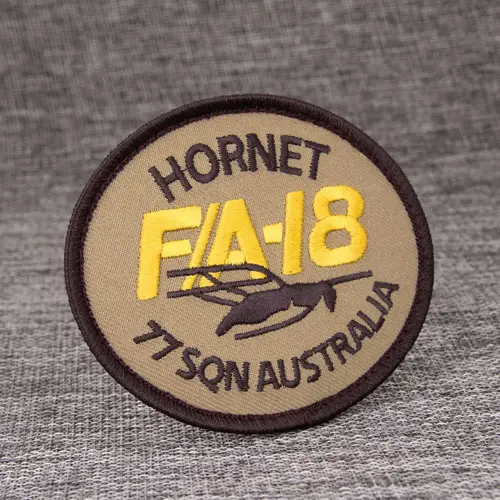 HORNET
F/A-18
77 SQN AUSTRALIA